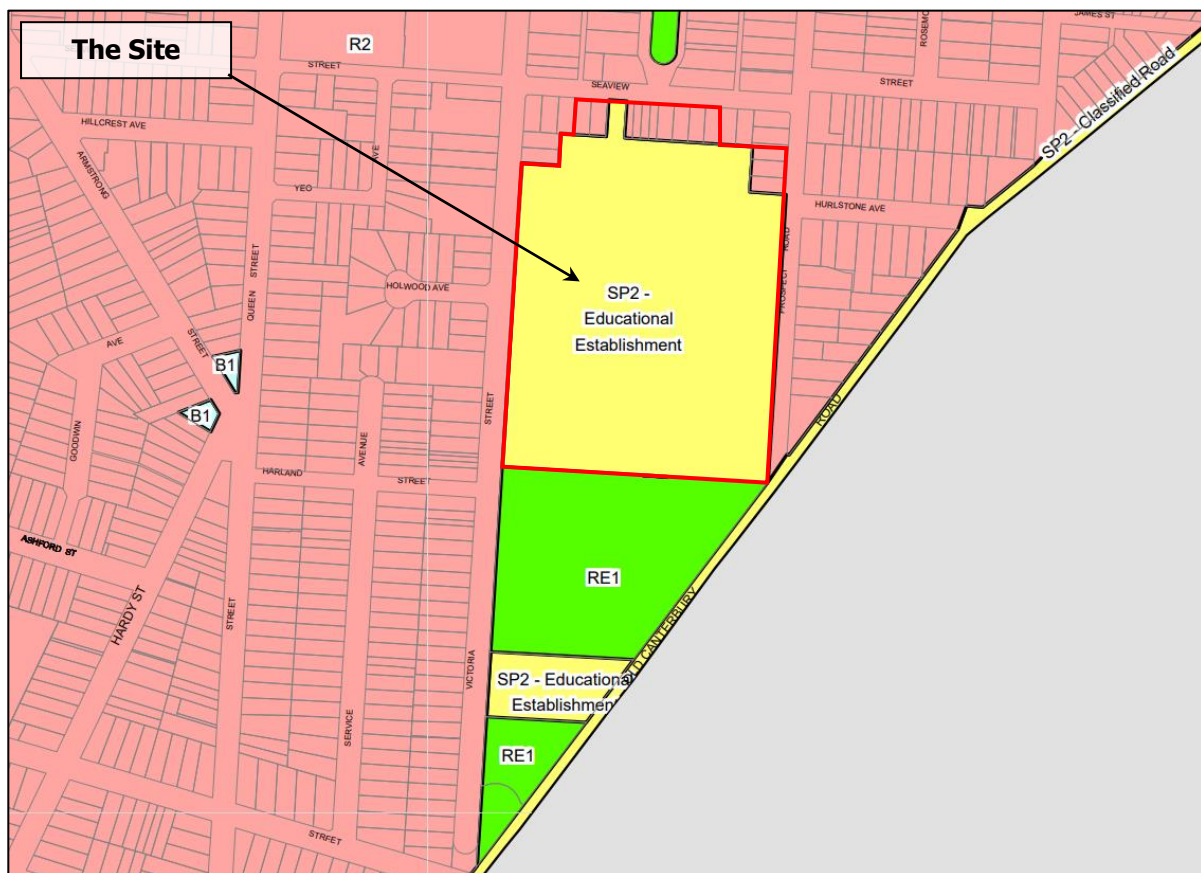 The Site
R2
STREET
SEAVIEW
STREET
JAMES ST
SP2 - Classified Road
HILLCREST AVE
ARMSTRONG
STREET
AVE
YEO
HURLSTONE AVE
QUEEN
STREET
HOLWOOD AVE
SP2 -
Educational
Establishment
PROSPECT
ROAD
AVE
B1
B1
GOODWIN
AVENUE
STREET
ROAD
HARLAND
STREET
ASHFORD ST
HARDY ST
STREET
RE1
OLD CANTERBURY
VICTORIA
SP2 - Educational
Establishment
SERVICE
RE1
STREET